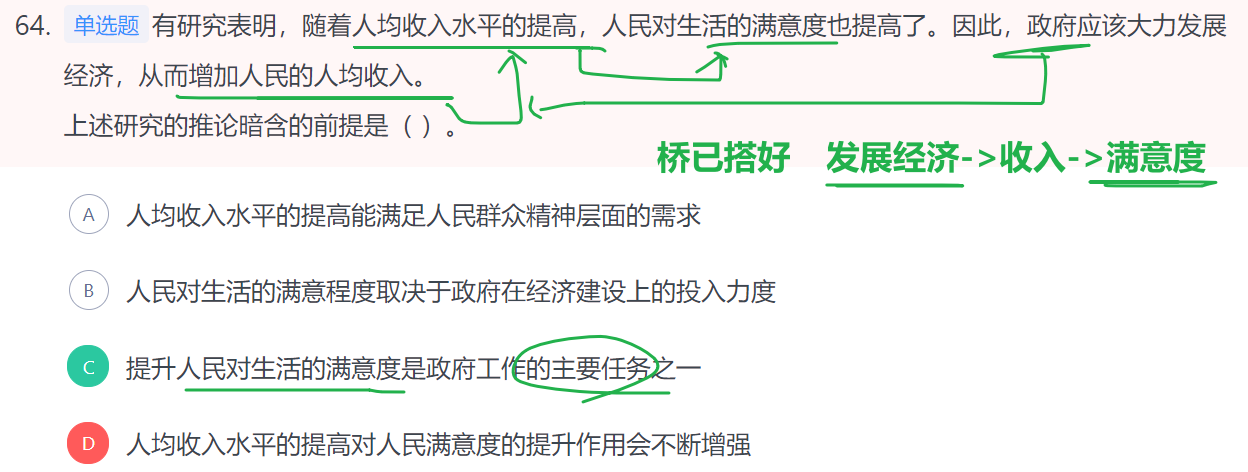 64. 单选题 有研究表明，随着人均收入水平的提高，人民对生活的满意度也提高了。因此，政府应该大力发展
经济，从而增加人民的人均收入。
上述研究的推论暗含的前提是（ ）。
桥已搭好 发展经济->收入->满意度
A 人均收入水平的提高能满足人民群众精神层面的需求
B 人民对生活的满意程度取决于政府在经济建设上的投入力度
C 提升人民对生活的满意度是政府工作的主要任务之一
D 人均收入水平的提高对人民满意度的提升作用会不断增强